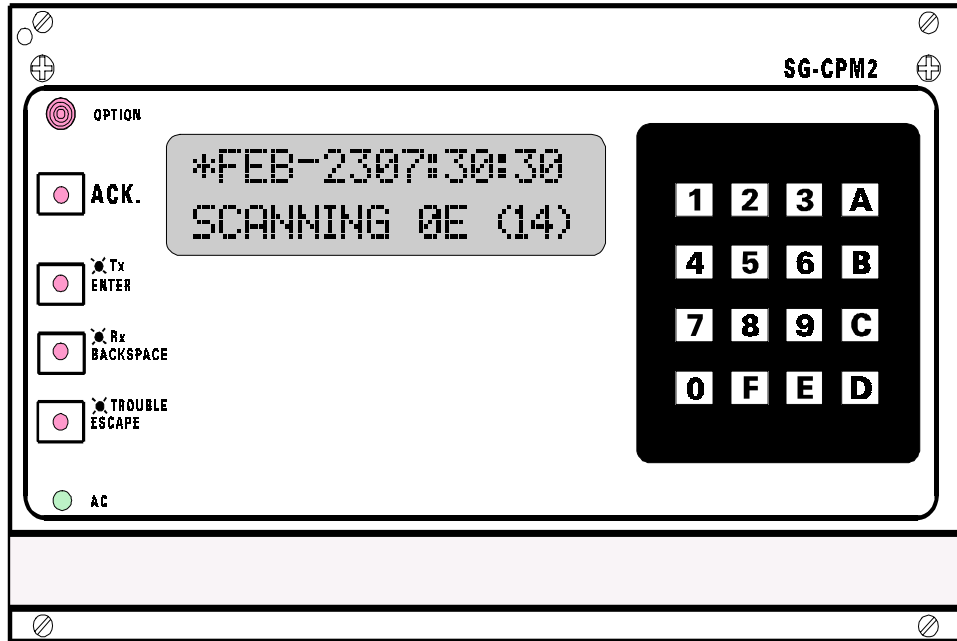 SG-CPM2
OPTION
*FEB-2307:30:30
SCANNING 0E (14)
ACK.
Tx
ENTER
Rx
BACKSPACE
TROUBLE
ESCAPE
AC
1 2 3 A
4 5 6 B
7 8 9 C
0 F E D